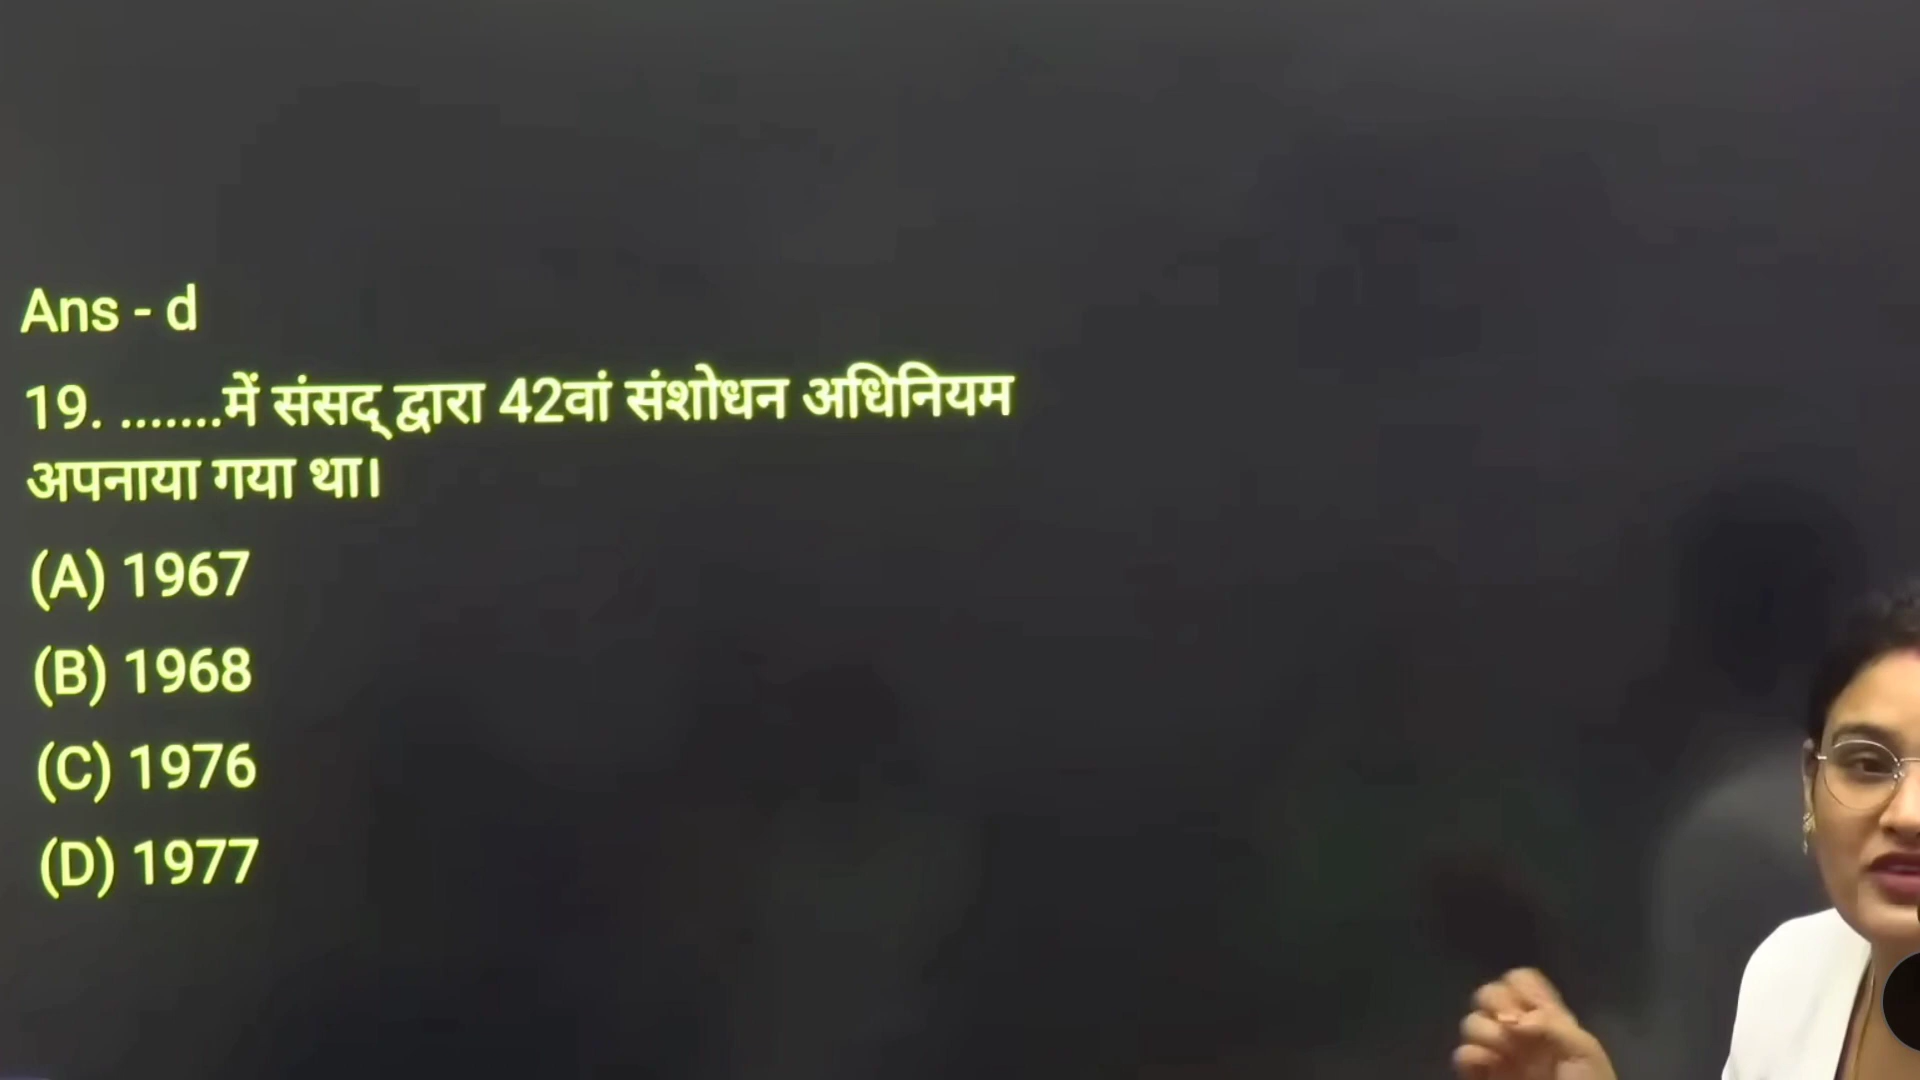 Ans - d
19. .......में संसद् द्वारा 42वां संशोधन अधिनियम
अपनाया गया था।
(A) 1967
(B) 1968
(C) 1976
(D) 1977